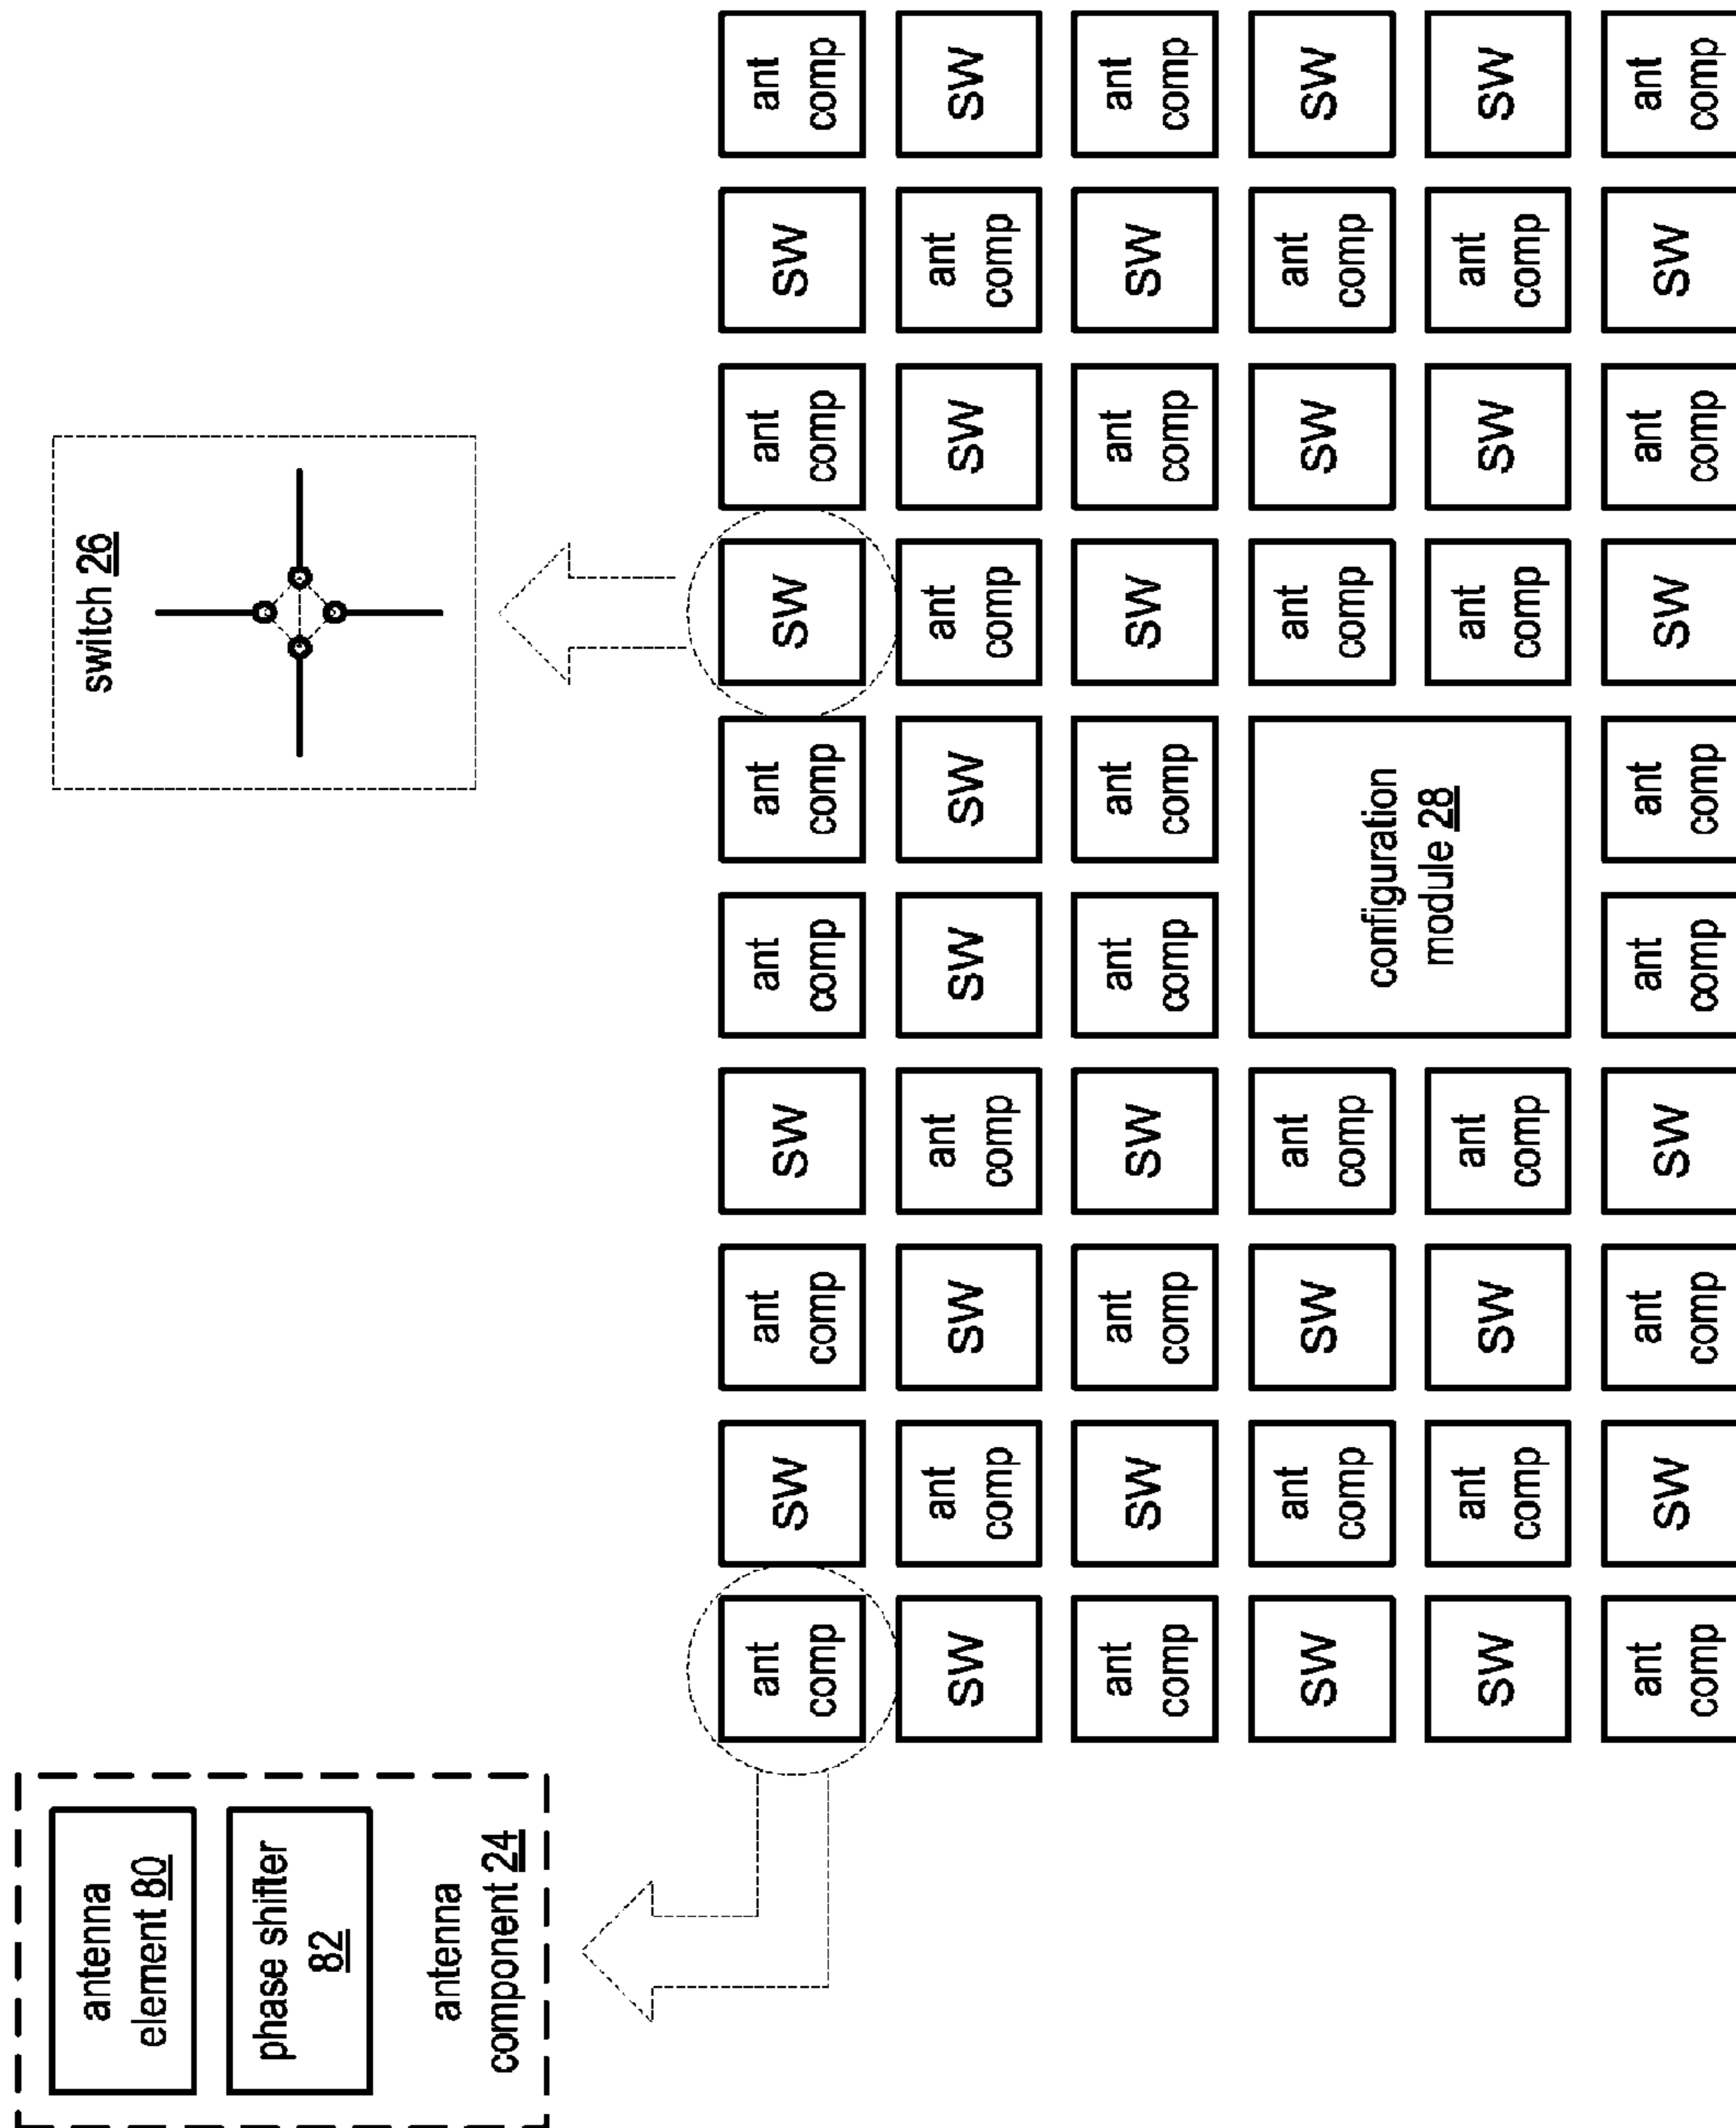 antenna
element 80
phase shifter
82
antenna
component 24
switch 26
ant
comp
SW
ant
comp
SW
ant
comp
ant
comp
SW
ant
comp
SW
ant
comp
SW
ant
comp
SW
ant
comp
SW
SW
ant
comp
SW
ant
comp
SW
ant
comp
SW
ant
comp
SW
ant
comp
ant
comp
SW
ant
comp
SW
ant
comp
SW
ant
comp
SW
ant
comp
configuration
module 28
ant
comp
SW
ant
comp
SW
SW
ant
comp
SW
ant
comp
ant
comp
SW
ant
comp
SW
ant
comp
SW
ant
comp
SW
ant
comp
ant
comp
SW
ant
comp
SW
ant
comp